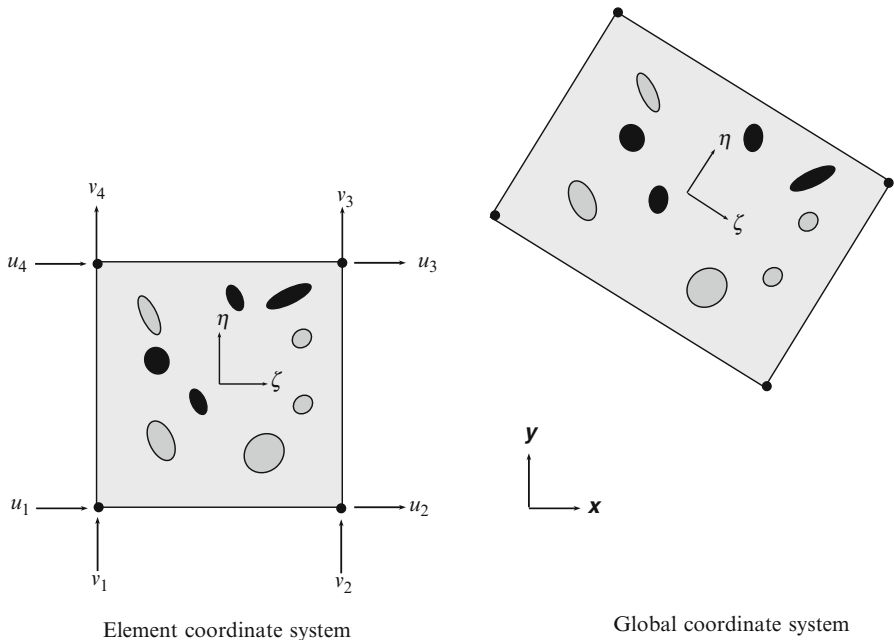 v4
v3
u4
u3
η
ζ
u1
u2
v1
v2
Element coordinate system
η
ζ
y
x
Global coordinate system